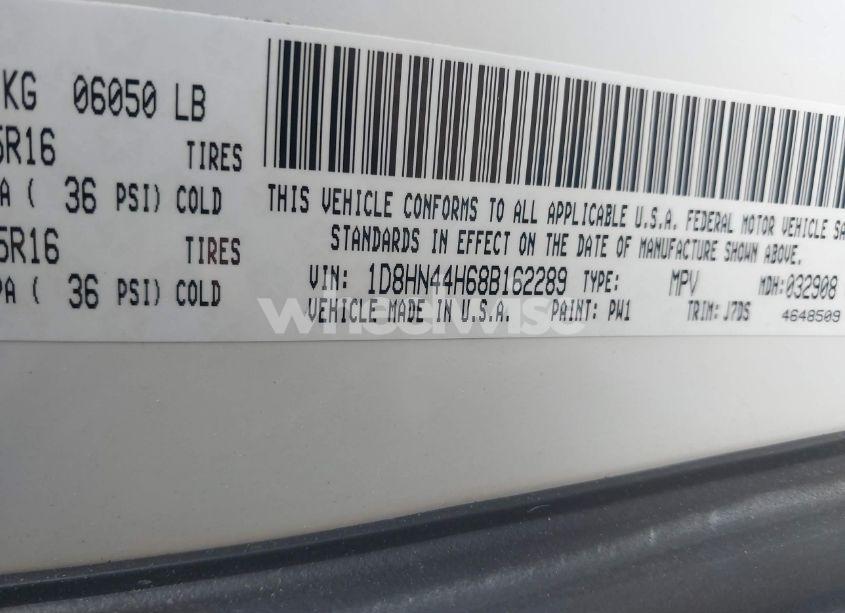 KG 06050 LB
5R16 TIRES
A ( 36 PSI) COLD
5R16 TIRES
PA ( 36 PSI) COLD
THIS VEHICLE CONFORMS TO ALL APPLICABLE U.S.A. FEDERAL MOTOR VEHICLE SA
STANDARDS IN EFFECT ON THE DATE OF MANUFACTURE SHOWN ABOVE.
VIN: 1D8HN44H68B162289 TYPE: MPV MDH:032908
VEHICLE MADE IN U.S.A. PAINT: PW1 TRIM: J7DS 4648509
wheelwise